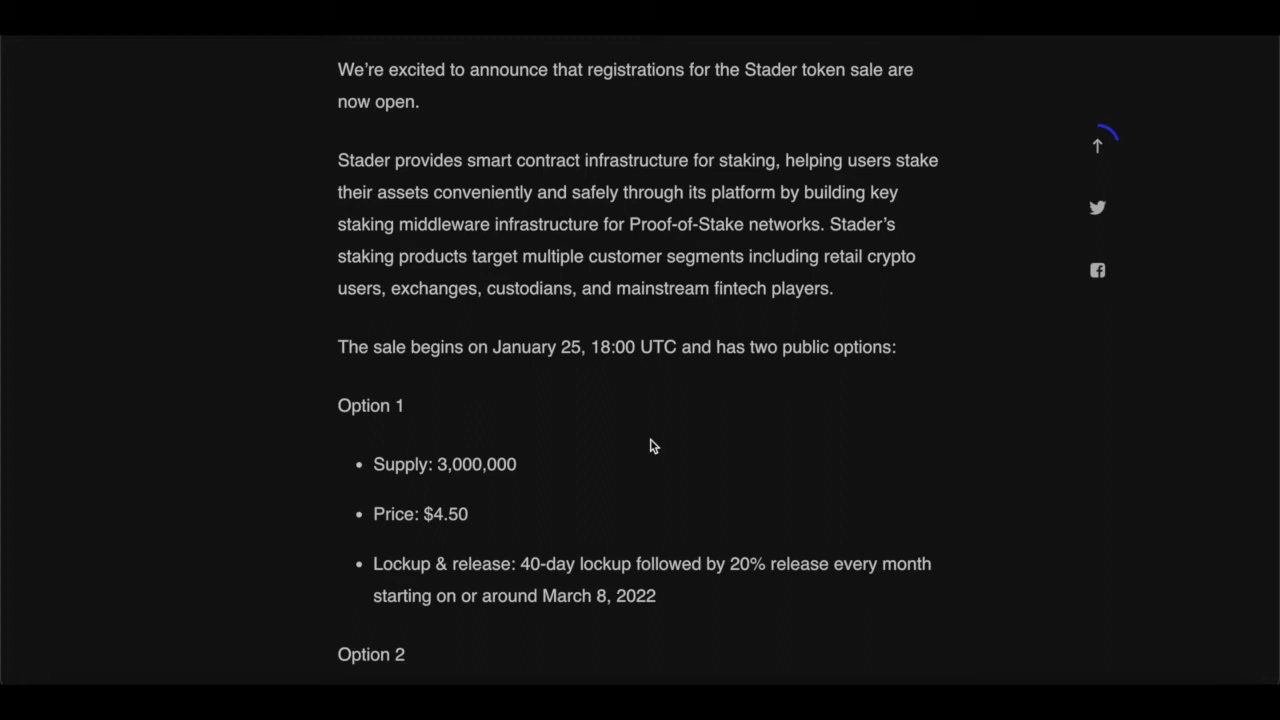 We’re excited to announce that registrations for the Stader token sale are
now open.
Stader provides smart contract infrastructure for staking, helping users stake
their assets conveniently and safely through its platform by building key
staking middleware infrastructure for Proof-of-Stake networks. Stader’s
staking products target multiple customer segments including retail crypto
users, exchanges, custodians, and mainstream fintech players.
The sale begins on January 25, 18:00 UTC and has two public options:
Option 1
• Supply: 3,000,000
• Price: $4.50
• Lockup & release: 40-day lockup followed by 20% release every month
starting on or around March 8, 2022
Option 2